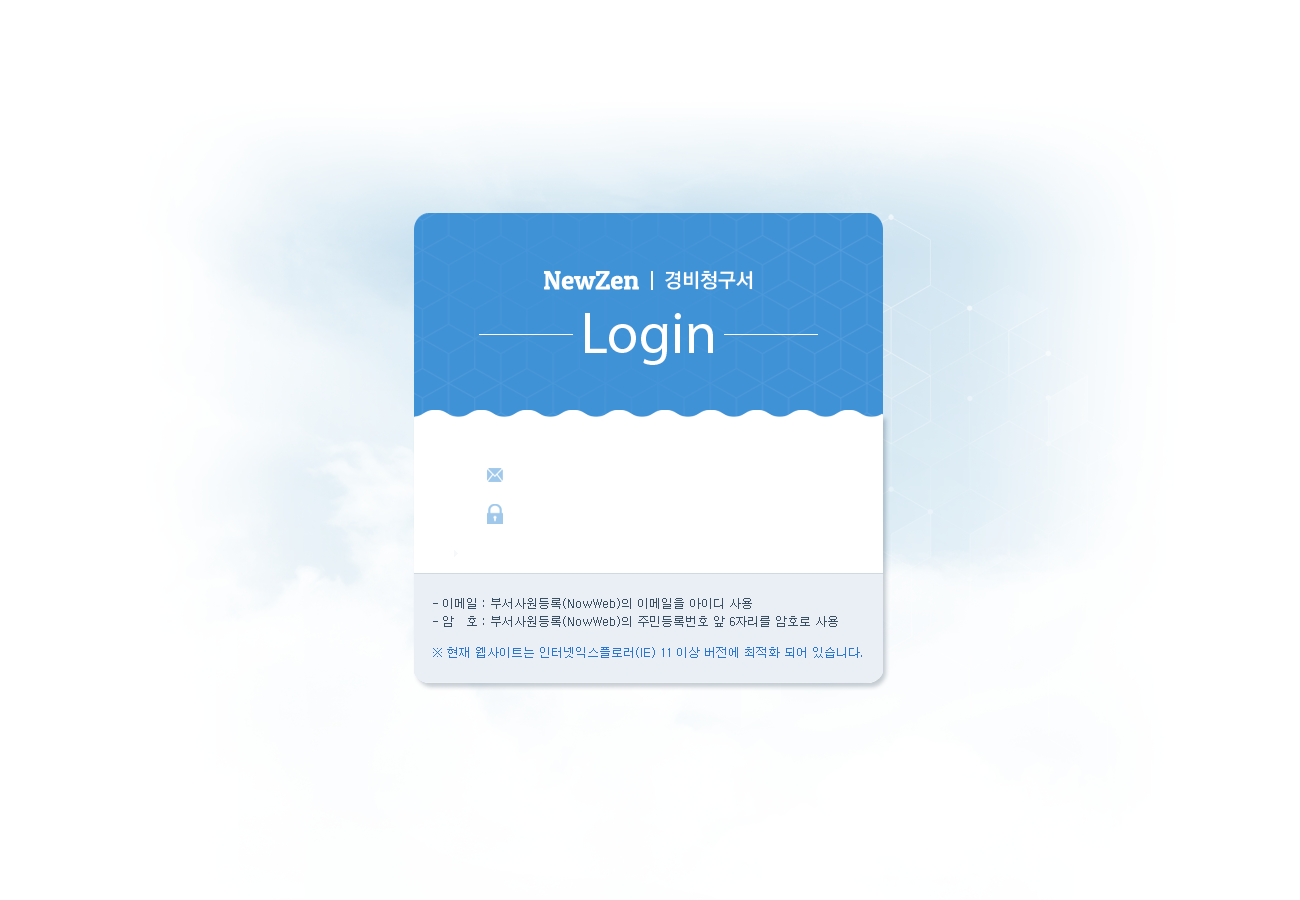 NewZen | 경비청구서
Login
- 이메일 : 부서사원등록(NowWeb)의 이메일을 아이디 사용
- 암 호 : 부서사원등록(NowWeb)의 주민등록번호 앞 6자리를 암호로 사용
※ 현재 웹사이트는 인터넷익스플로러(IE) 11 이상 버전에 최적화 되어 있습니다.